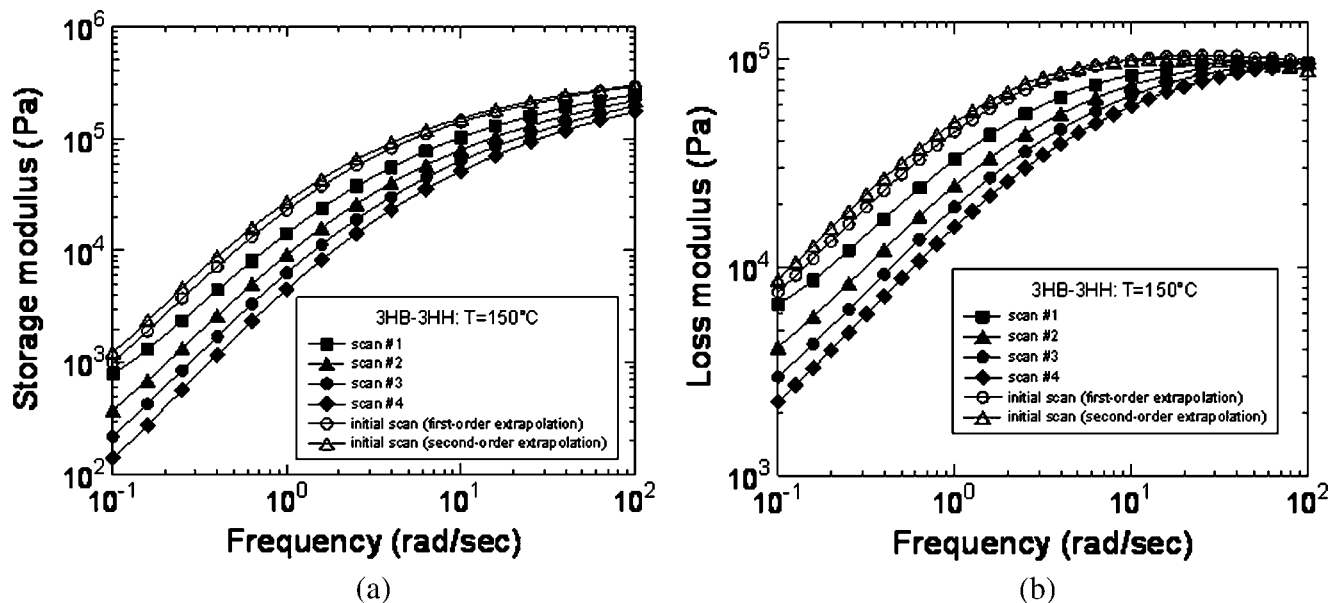 Storage modulus (Pa)
10^6
10^5
10^4
10^3
10^2
3HB-3HH: T=150°C
scan #1
scan #2
scan #3
scan #4
initial scan (first-order extrapolation)
initial scan (second-order extrapolation)
10^-1
10^0
10^1
10^2
Frequency (rad/sec)
(a)
Loss modulus (Pa)
10^5
10^4
10^3
3HB-3HH: T=150°C
scan #1
scan #2
scan #3
scan #4
initial scan (first-order extrapolation)
initial scan (second-order extrapolation)
10^-1
10^0
10^1
10^2
Frequency (rad/sec)
(b)